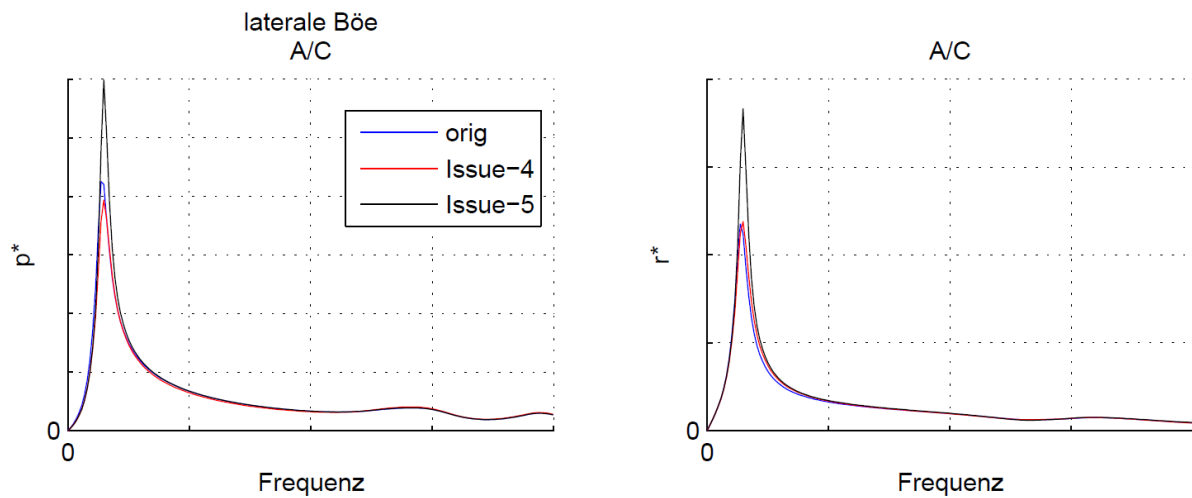 laterale Böe
A/C
p*
orig
Issue-4
Issue-5
0
0
Frequenz
A/C
r*
0
0
Frequenz